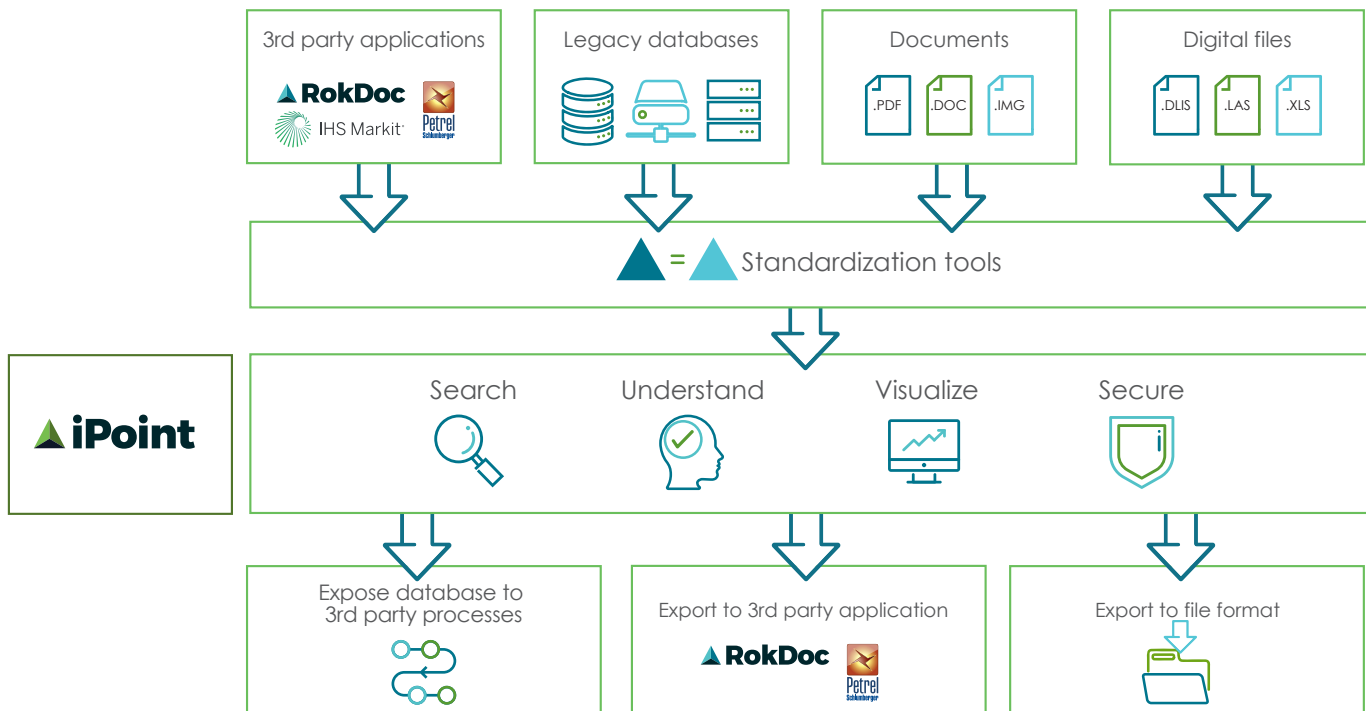 3rd party applications
Legacy databases
Documents
Digital files
RokDoc
IHS Markit
Petrel
Schlumberger
.PDF
.DOC
.IMG
.DLIS
.LAS
.XLS
=
Standardization tools
iPoint
Search
Understand
Visualize
Secure
i
Expose database to
3rd party processes
Export to 3rd party application
RokDoc
Petrel
Schlumberger
Export to file format